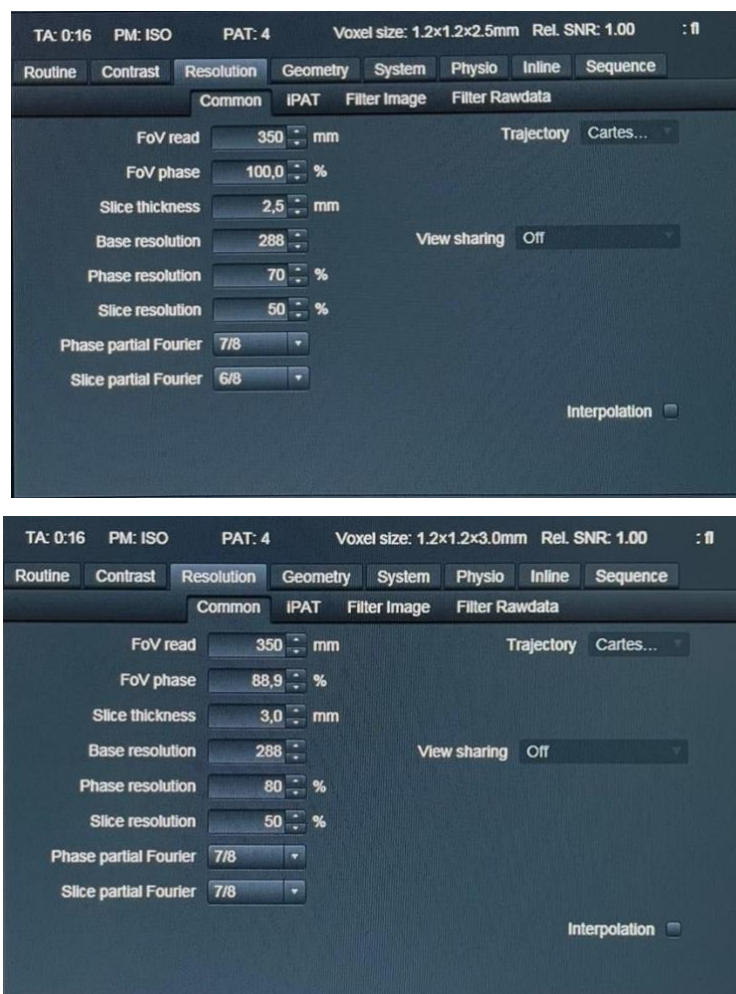 TA: 0:16 PM: ISO PAT: 4 Voxel size: 1.2×1.2×2.5mm Rel. SNR: 1.00 : fl
Routine Contrast Resolution Geometry System Physio Inline Sequence
Common iPAT Filter Image Filter Rawdata
FoV read 350 mm Trajectory Cartes...
FoV phase 100,0 %
Slice thickness 2,5 mm
Base resolution 288 View sharing Off
Phase resolution 70 %
Slice resolution 50 %
Phase partial Fourier 7/8
Slice partial Fourier 6/8
Interpolation
TA: 0:16 PM: ISO PAT: 4 Voxel size: 1.2×1.2×3.0mm Rel. SNR: 1.00 : fl
Routine Contrast Resolution Geometry System Physio Inline Sequence
Common iPAT Filter Image Filter Rawdata
FoV read 350 mm Trajectory Cartes...
FoV phase 88,9 %
Slice thickness 3,0 mm
Base resolution 288 View sharing Off
Phase resolution 80 %
Slice resolution 50 %
Phase partial Fourier 7/8
Slice partial Fourier 7/8
Interpolation